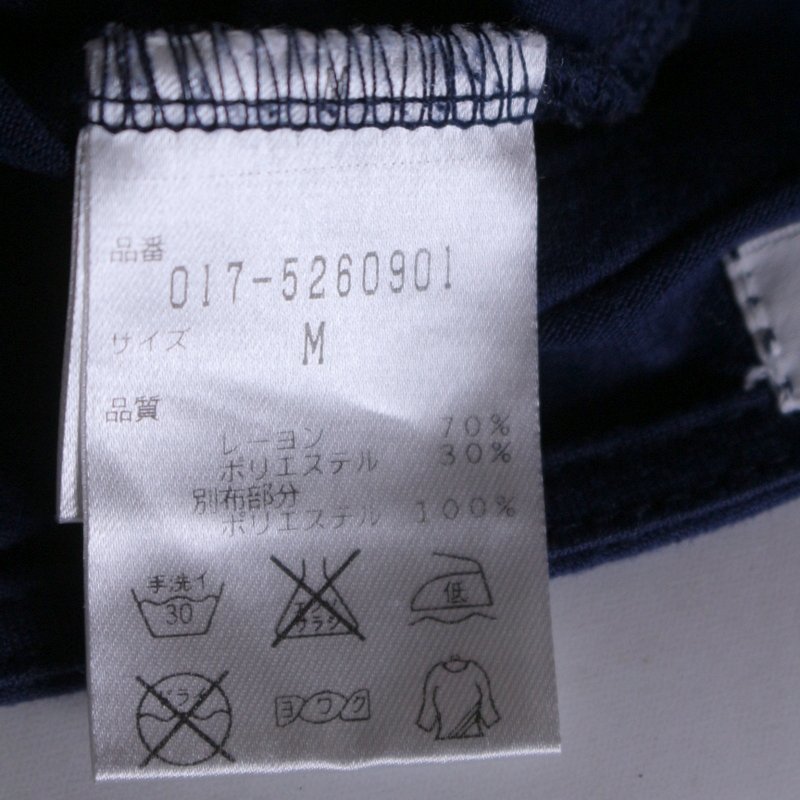 品番
017-5260901
サイズ M
品質
レーヨン 70%
ポリエステル 30%
別布部分
ポリエステル 100%
手洗イ
30
エンソ
サラシ
低
ドライ
ヨワク